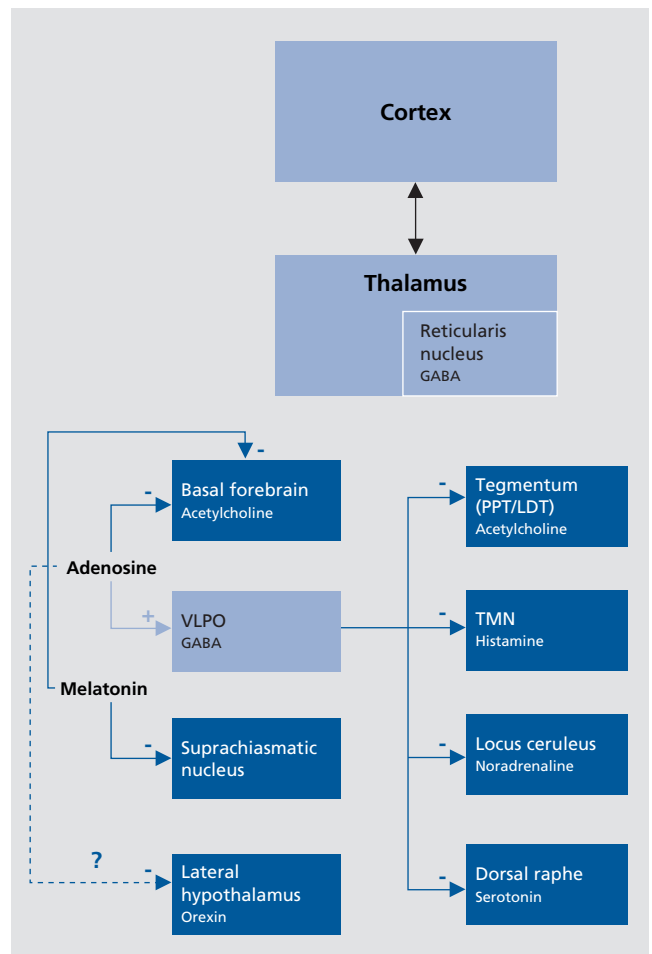 Cortex
Thalamus
Reticularis
nucleus
GABA
-
-
Basal forebrain
Acetylcholine
-
Tegmentum
(PPT/LDT)
Acetylcholine
Adenosine
+
VLPO
GABA
-
TMN
Histamine
Melatonin
-
Suprachiasmatic
nucleus
-
Locus ceruleus
Noradrenaline
?
-
Lateral
hypothalamus
Orexin
-
Dorsal raphe
Serotonin